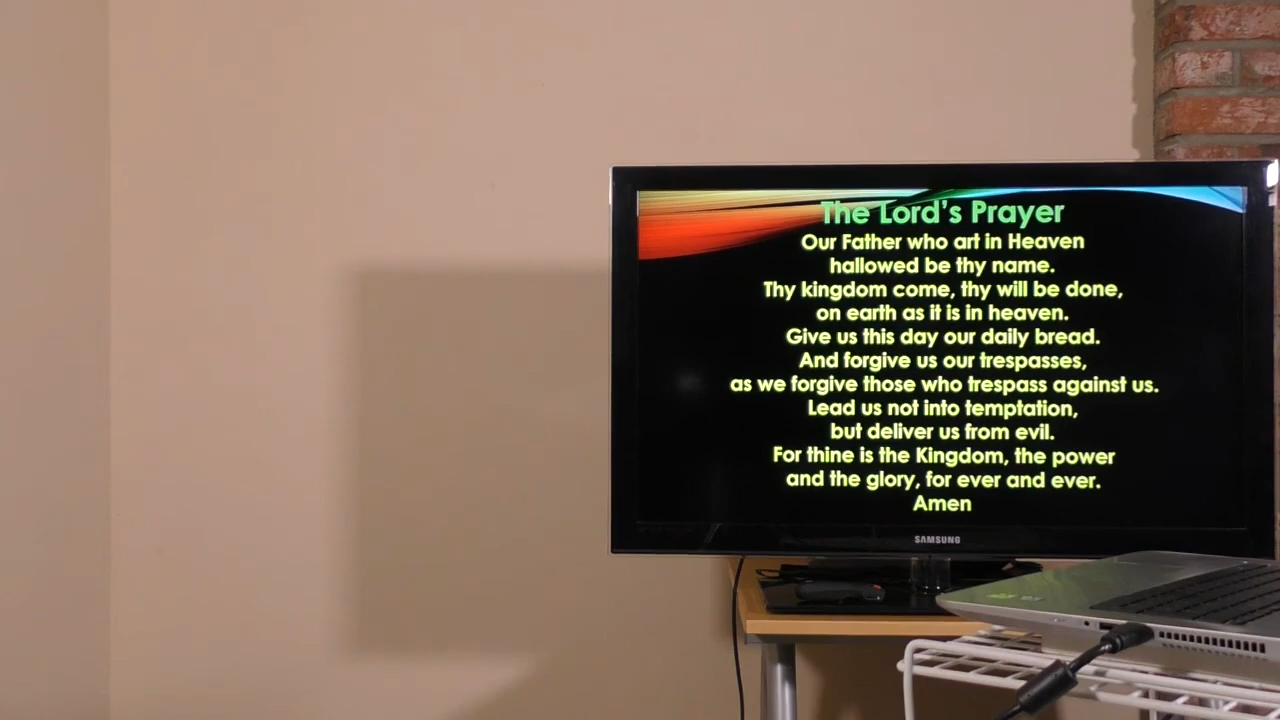 The Lord's Prayer
Our Father who art in Heaven
hallowed be thy name.
Thy kingdom come, thy will be done,
on earth as it is in heaven.
Give us this day our daily bread.
And forgive us our trespasses,
as we forgive those who trespass against us.
Lead us not into temptation,
but deliver us from evil.
For thine is the Kingdom, the power
and the glory, for ever and ever.
Amen
SAMSUNG